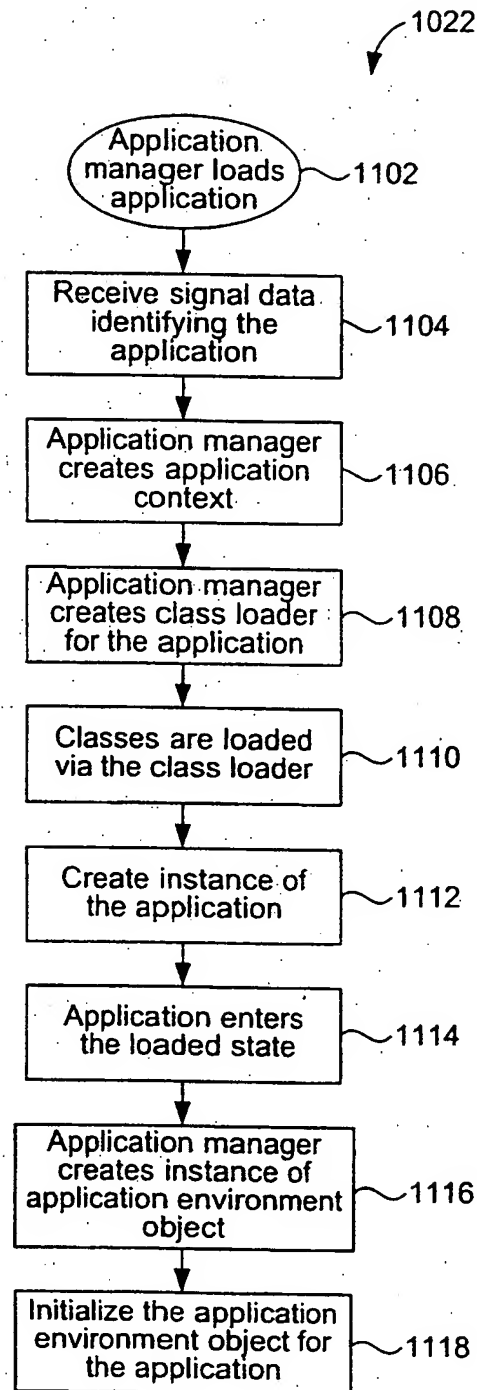 1022
Application
manager loads
application
1102
Receive signal data
identifying the
application
1104
Application manager
creates application
context
1106
Application manager
creates class loader
for the application
1108
Classes are loaded
via the class loader
1110
Create instance of
the application
1112
Application enters
the loaded state
1114
Application manager
creates instance of
application environment
object
1116
Initialize the application
environment object for
the application
1118